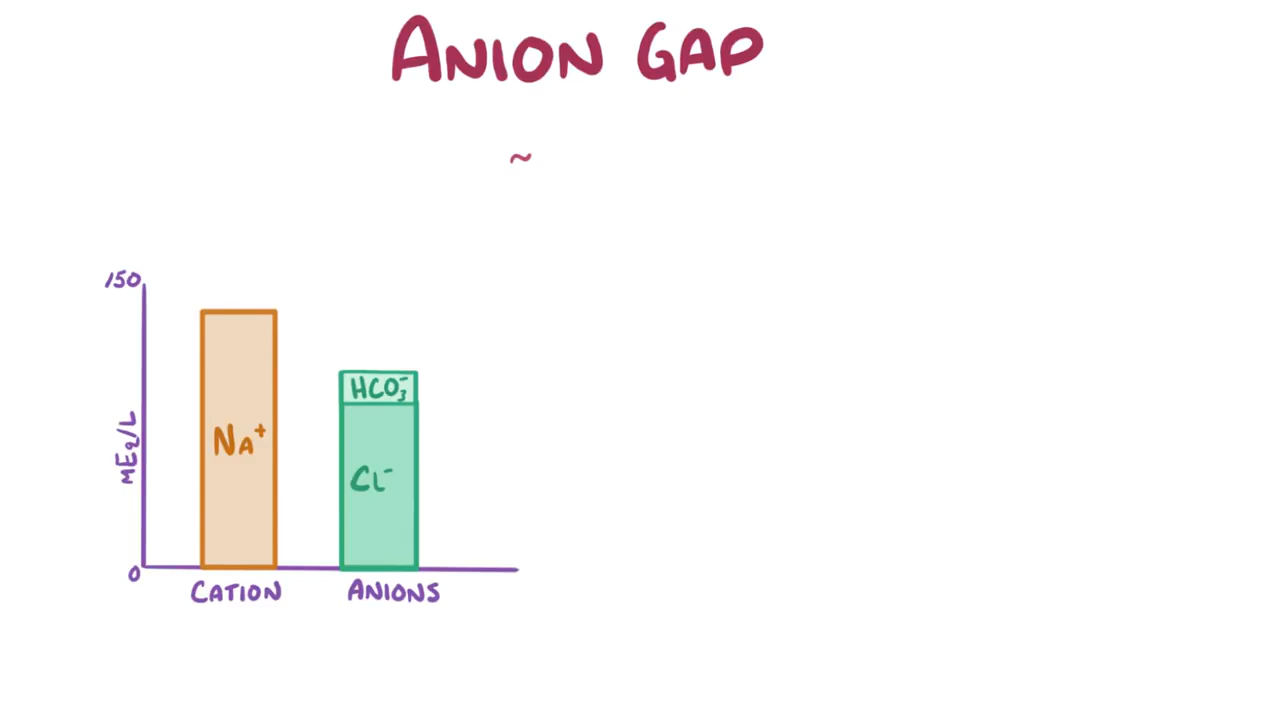 ANION GAP
~
150
HCO₃⁻
Na⁺
Cl⁻
mEq/L
0
CATION ANIONS